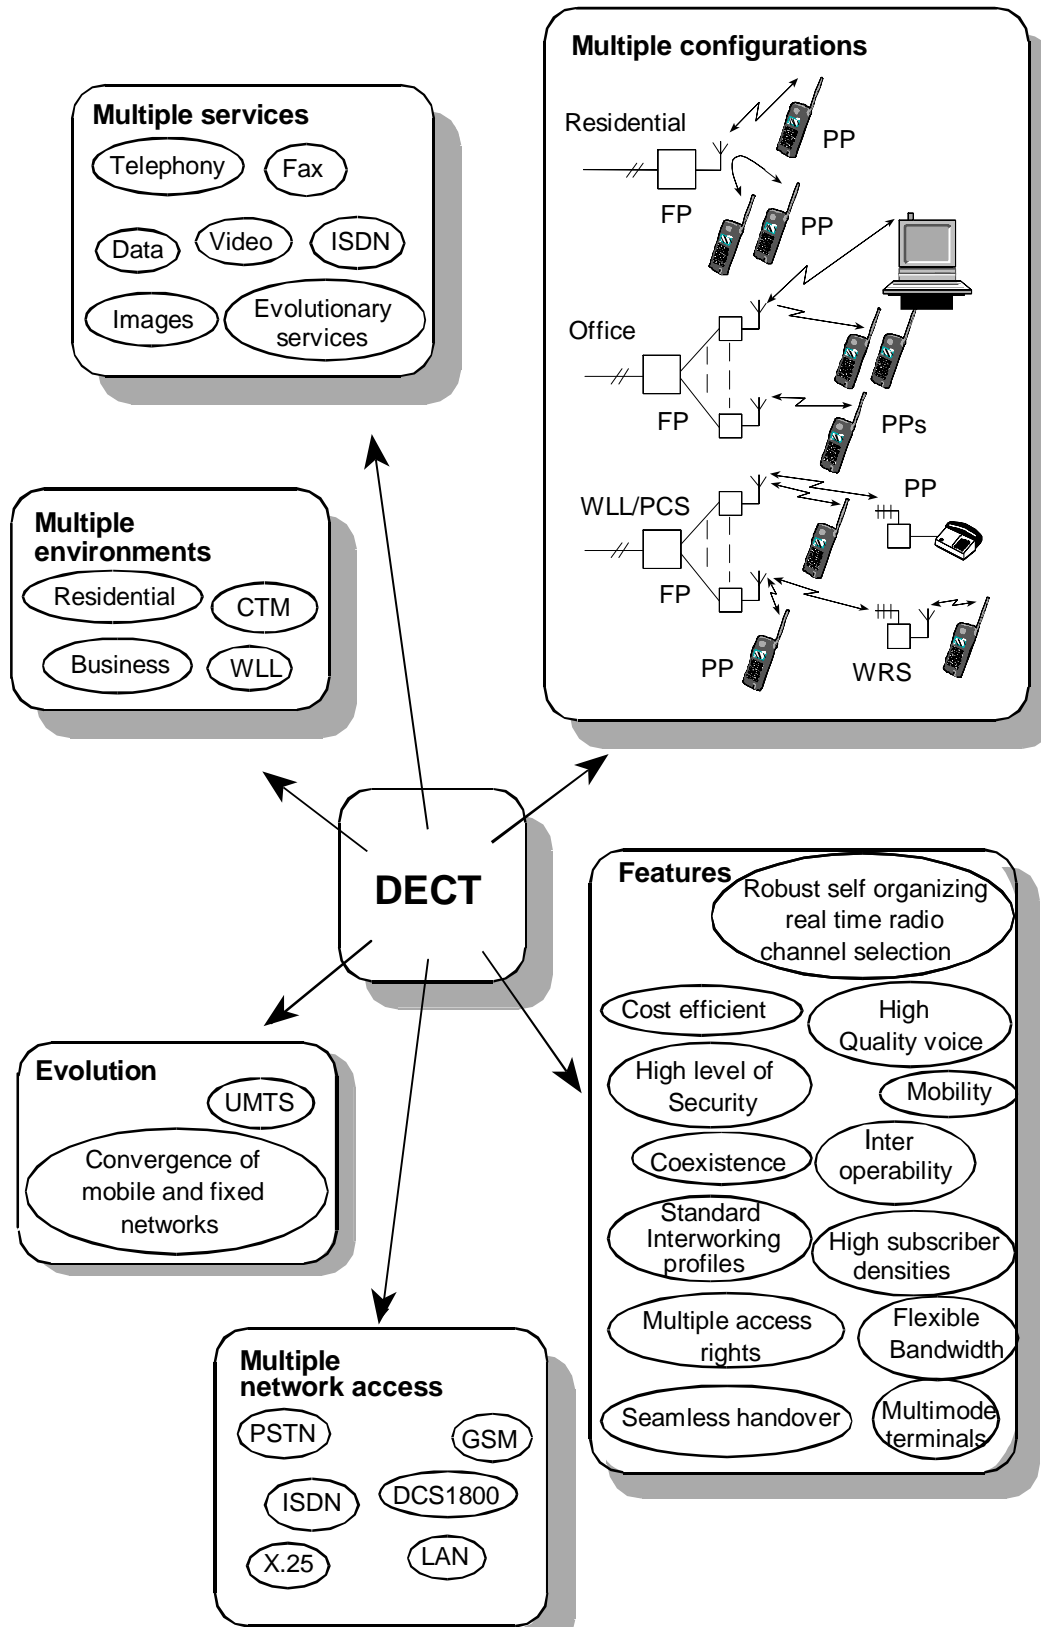 Multiple configurations
Residential
PP
FP
PP
Office
FP
PPs
WLL/PCS
PP
FP
PP
WRS
Multiple services
Telephony
Fax
Data
Video
ISDN
Images
Evolutionary
services
Multiple
environments
Residential
CTM
Business
WLL
DECT
Features
Robust self organizing
real time radio
channel selection
Cost efficient
High
Quality voice
High level of
Security
Mobility
Coexistence
Inter
operability
Standard
Interworking
profiles
High subscriber
densities
Multiple access
rights
Flexible
Bandwidth
Seamless handover
Multimode
terminals
Evolution
UMTS
Convergence of
mobile and fixed
networks
Multiple
network access
PSTN
GSM
ISDN
DCS1800
X.25
LAN